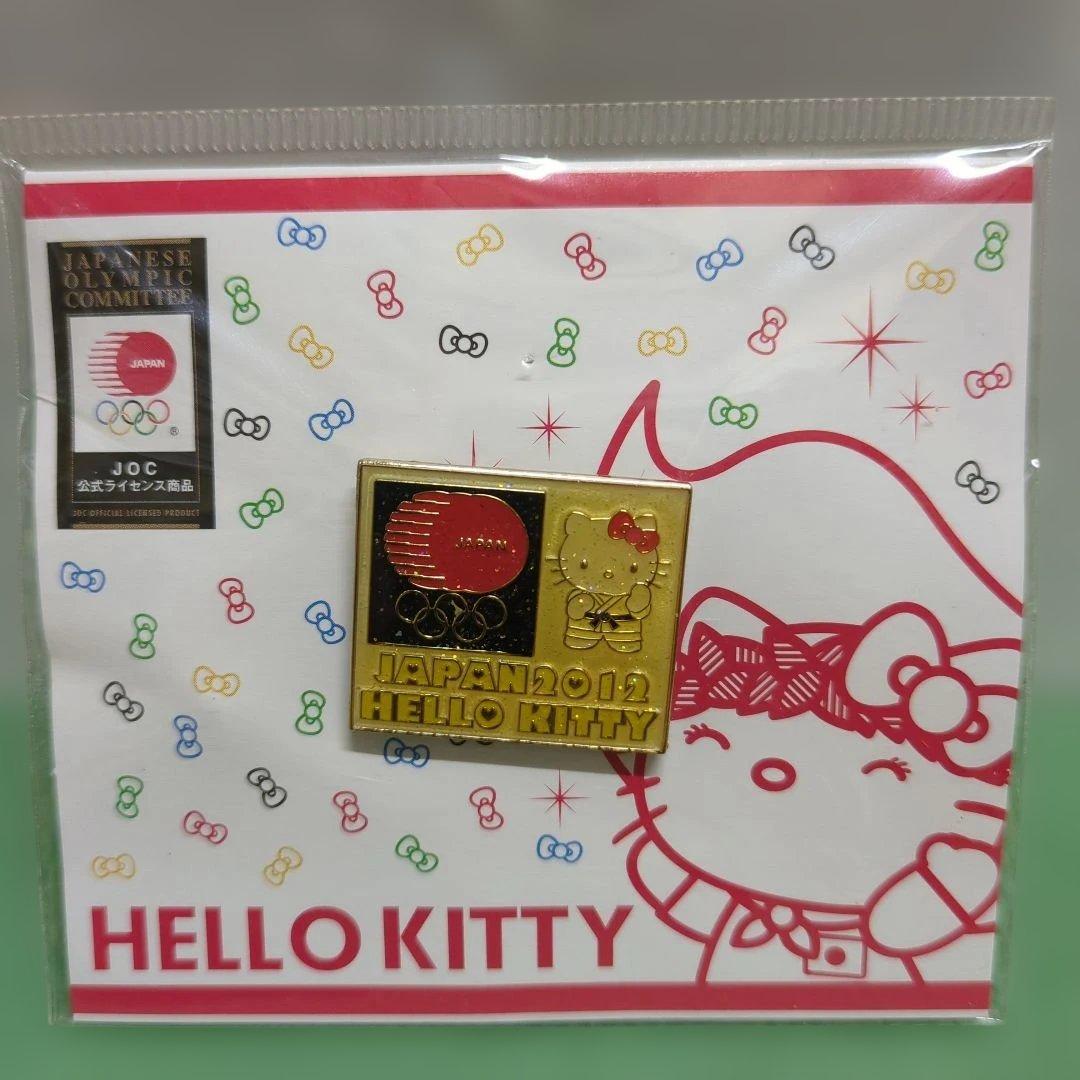 JAPANESE
OLYMPIC
COMMITTEE
JAPAN
®
JOC
公式ライセンス商品
JOC OFFICIAL LICENSED PRODUCT
JAPAN
JAPAN2012
HELLO KITTY
HELLO KITTY